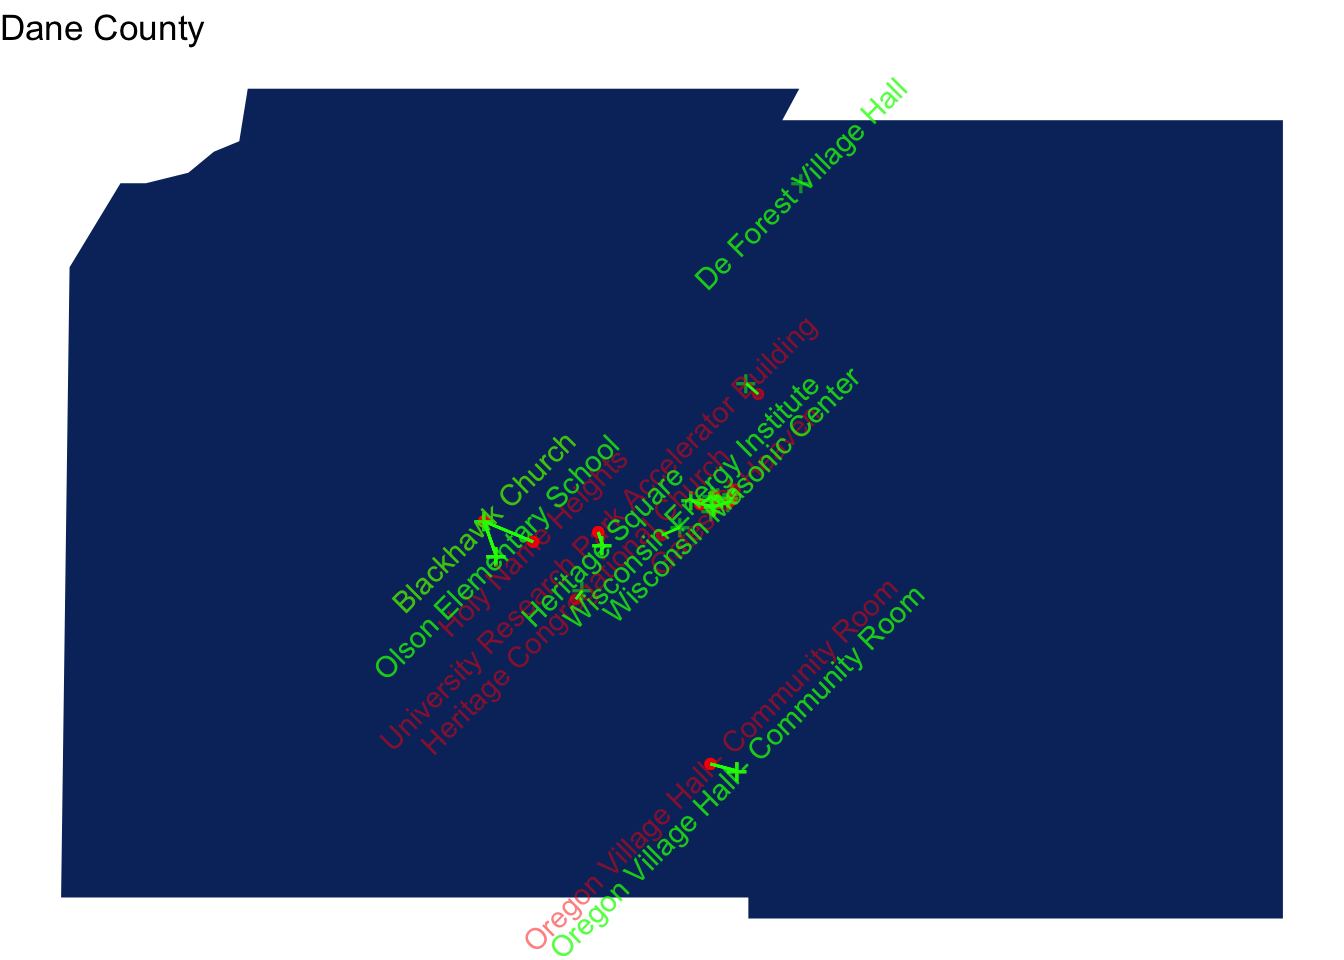 Dane County
De Forest Village Hall
University Research Park Accelerator Building
Wisconsin Energy Institute
Wisconsin Masonic Center
Blackhawk Church
Olson Elementary School
Holy Name Heights
Heritage Square
Heritage Congregational Church
Oregon Village Hall - Community Room
Oregon Village Hall - Community Room